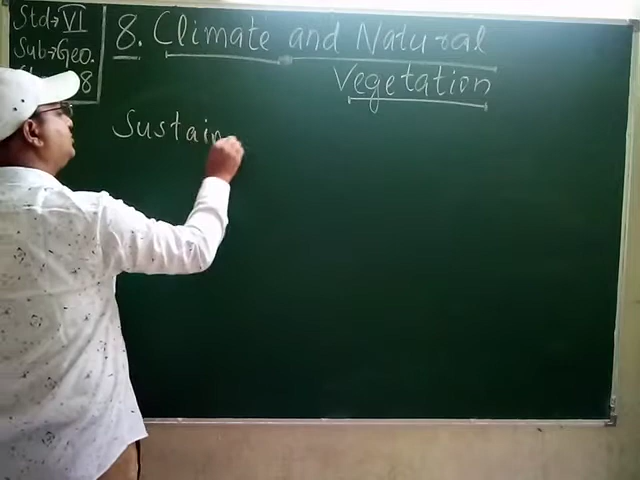 Std→VI
Sub→Geo.
8
8. Climate and Natural
Vegetation
Sustain